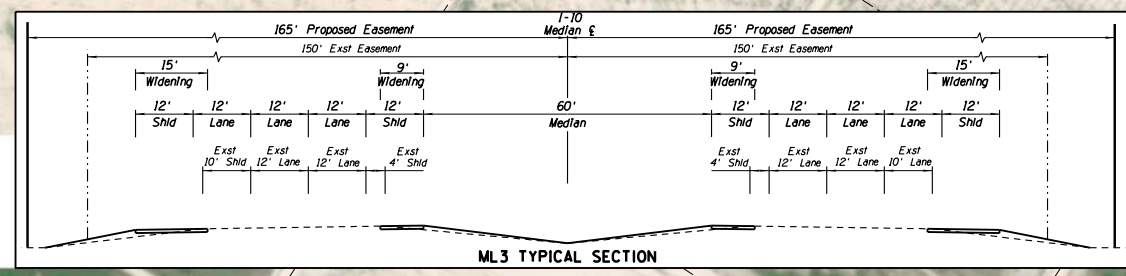 I-10
165' Proposed Easement Median ℄ 165' Proposed Easement
150' Exst Easement 150' Exst Easement
15' 9' 9' 15'
Widening Widening Widening Widening
12' 12' 12' 12' 12' 60' 12' 12' 12' 12' 12'
Shld Lane Lane Lane Shld Median Shld Lane Lane Lane Shld
Exst Exst Exst Exst Exst Exst Exst Exst
10' Shld 12' Lane 12' Lane 4' Shld 4' Shld 12' Lane 12' Lane 10' Lane
ML3 TYPICAL SECTION